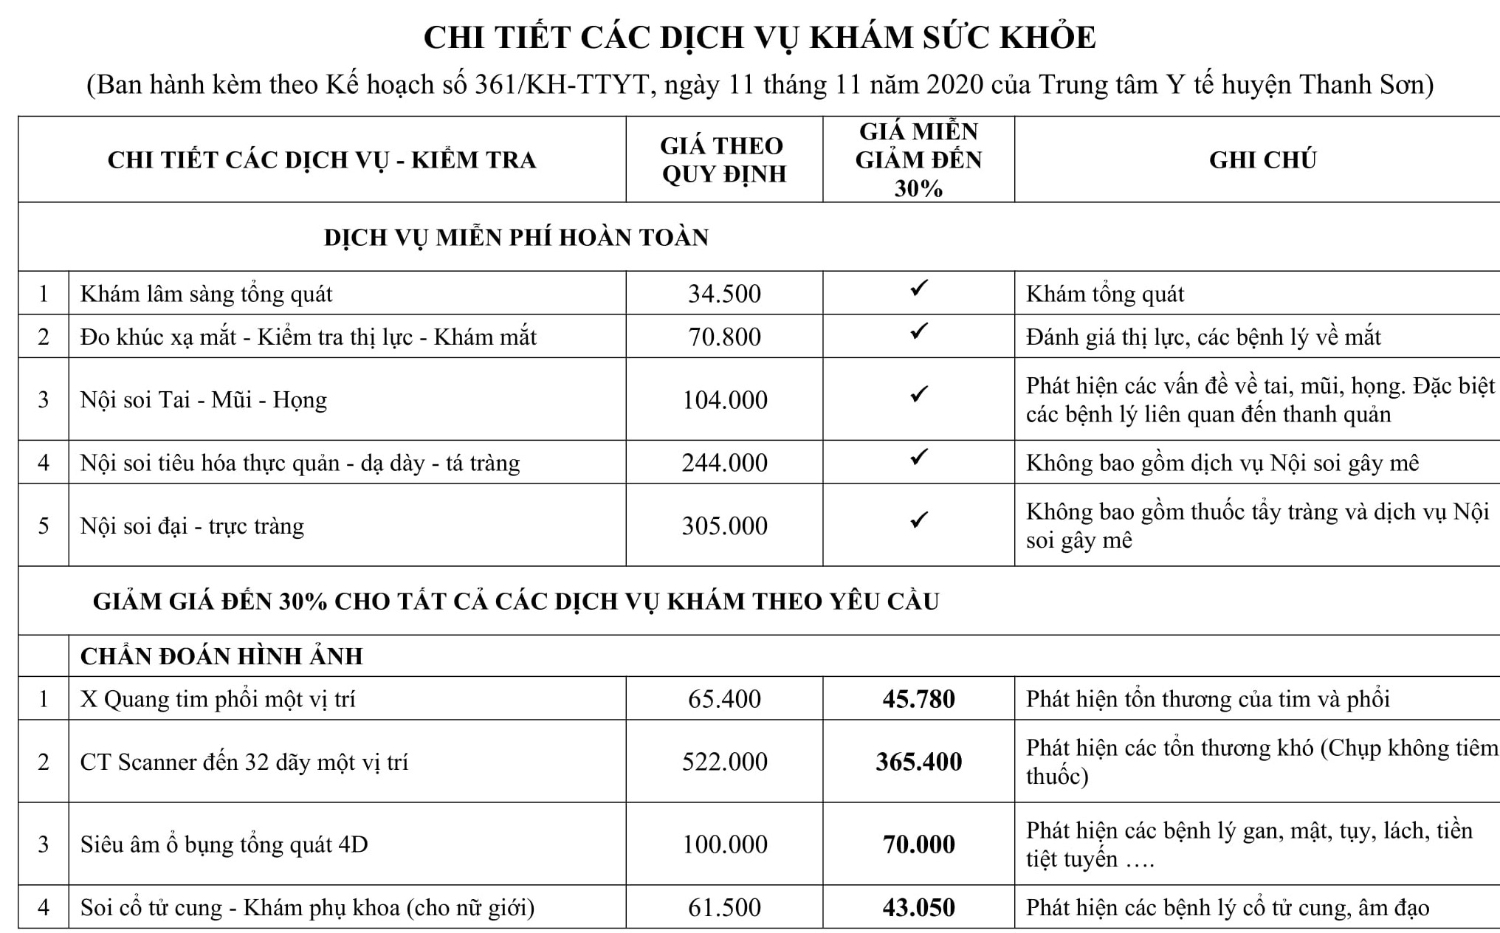 CHI TIẾT CÁC DỊCH VỤ KHÁM SỨC KHỎE
(Ban hành kèm theo Kế hoạch số 361/KH-TTYT, ngày 11 tháng 11 năm 2020 của Trung tâm Y tế huyện Thanh Sơn)
CHI TIẾT CÁC DỊCH VỤ - KIỂM TRA
GIÁ THEO
QUY ĐỊNH
GIÁ MIỄN
GIẢM ĐẾN
30%
GHI CHÚ
DỊCH VỤ MIỄN PHÍ HOÀN TOÀN
1 Khám lâm sàng tổng quát 34.500 ✓ Khám tổng quát
2 Đo khúc xạ mắt - Kiểm tra thị lực - Khám mắt 70.800 ✓ Đánh giá thị lực, các bệnh lý về mắt
3 Nội soi Tai - Mũi - Họng 104.000 ✓ Phát hiện các vấn đề về tai, mũi, họng. Đặc biệt
các bệnh lý liên quan đến thanh quản
4 Nội soi tiêu hóa thực quản - dạ dày - tá tràng 244.000 ✓ Không bao gồm dịch vụ Nội soi gây mê
5 Nội soi đại - trực tràng 305.000 ✓ Không bao gồm thuốc tẩy tràng và dịch vụ Nội
soi gây mê
GIẢM GIÁ ĐẾN 30% CHO TẤT CẢ CÁC DỊCH VỤ KHÁM THEO YÊU CẦU
CHẨN ĐOÁN HÌNH ẢNH
1 X Quang tim phổi một vị trí 65.400 45.780 Phát hiện tổn thương của tim và phổi
2 CT Scanner đến 32 dãy một vị trí 522.000 365.400 Phát hiện các tổn thương khó (Chụp không tiêm
thuốc)
3 Siêu âm ổ bụng tổng quát 4D 100.000 70.000 Phát hiện các bệnh lý gan, mật, tụy, lách, tiền
tiệt tuyến ….
4 Soi cổ tử cung - Khám phụ khoa (cho nữ giới) 61.500 43.050 Phát hiện các bệnh lý cổ tử cung, âm đạo